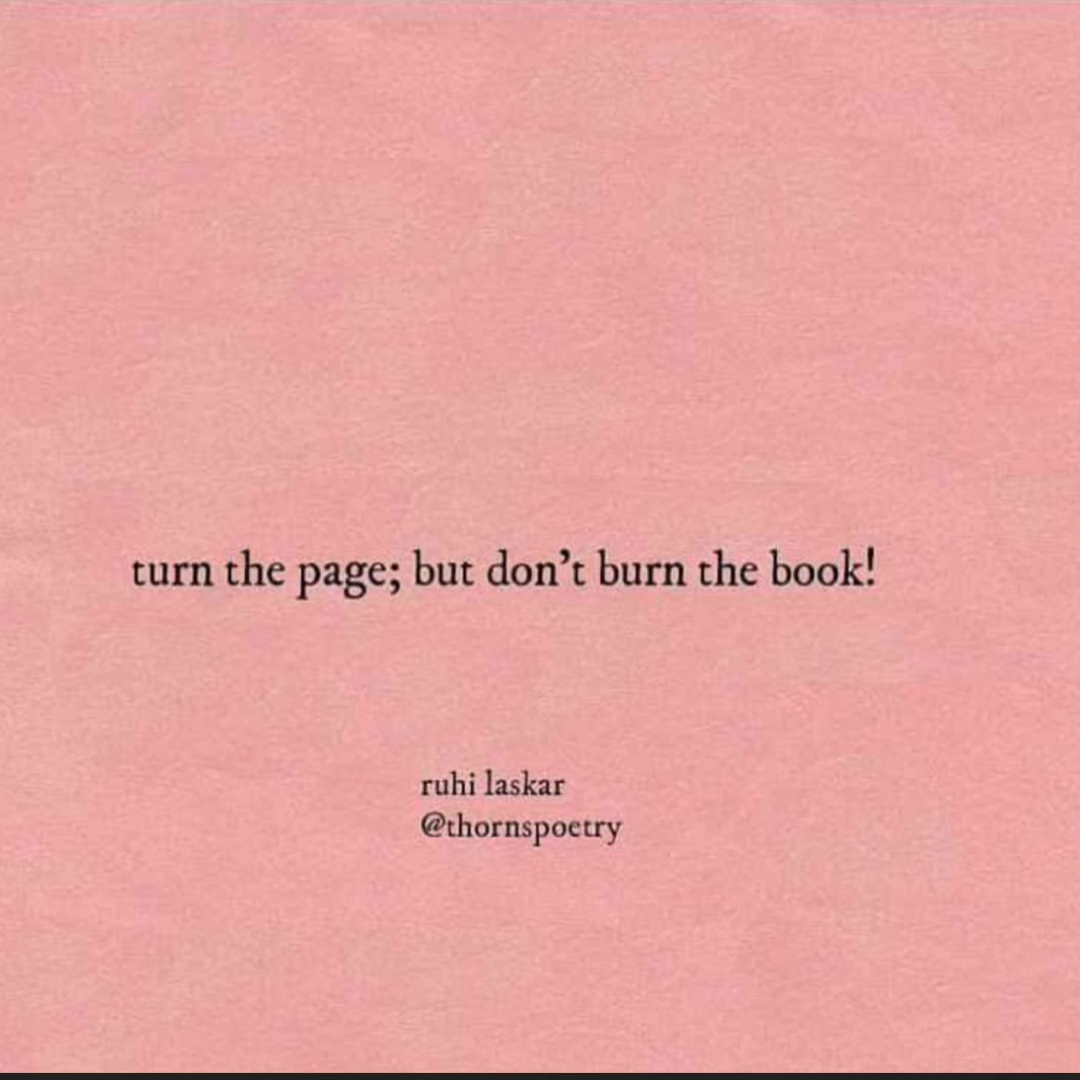 turn the page; but don’t burn the book!
ruhi laskar
@thornspoetry